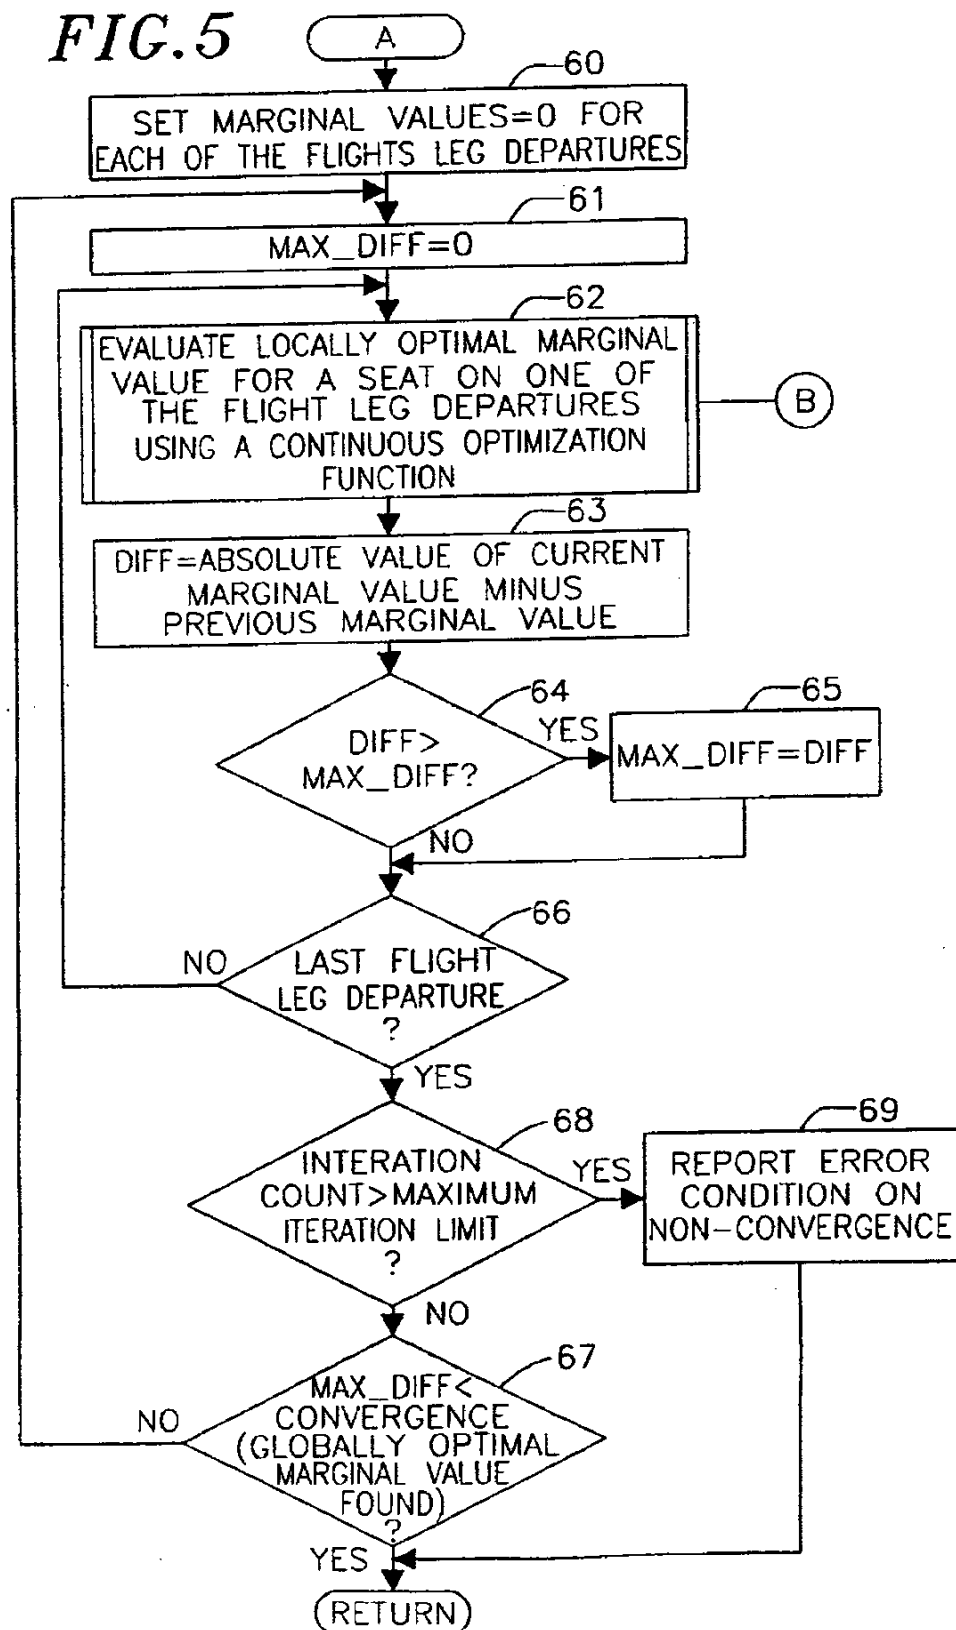 FIG.5
A
60
SET MARGINAL VALUES=0 FOR
EACH OF THE FLIGHTS LEG DEPARTURES
61
MAX_DIFF=0
62
EVALUATE LOCALLY OPTIMAL MARGINAL
VALUE FOR A SEAT ON ONE OF
THE FLIGHT LEG DEPARTURES
USING A CONTINUOUS OPTIMIZATION
FUNCTION
B
63
DIFF=ABSOLUTE VALUE OF CURRENT
MARGINAL VALUE MINUS
PREVIOUS MARGINAL VALUE
64
DIFF>
MAX_DIFF?
YES
65
MAX_DIFF=DIFF
NO
66
LAST FLIGHT
LEG DEPARTURE
?
NO
YES
68
INTERATION
COUNT>MAXIMUM
ITERATION LIMIT
?
YES
69
REPORT ERROR
CONDITION ON
NON-CONVERGENCE
NO
67
MAX_DIFF<
CONVERGENCE
(GLOBALLY OPTIMAL
MARGINAL VALUE
FOUND)
?
NO
YES
RETURN